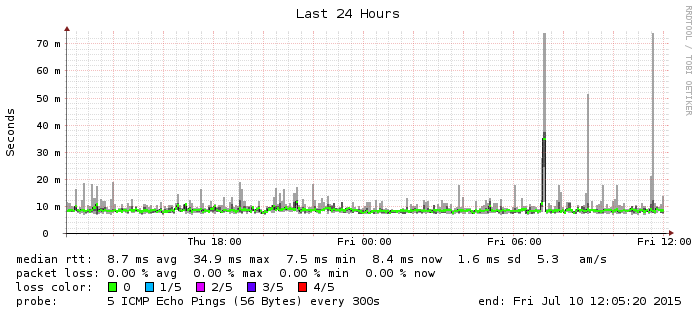 Last 24 Hours
RRDTOOL / TOBI OETIKER
Seconds
70 m
60 m
50 m
40 m
30 m
20 m
10 m
0
Thu 18:00 Fri 00:00 Fri 06:00 Fri 12:00
median rtt: 8.7 ms avg 34.9 ms max 7.5 ms min 8.4 ms now 1.6 ms sd 5.3 am/s
packet loss: 0.00 % avg 0.00 % max 0.00 % min 0.00 % now
loss color: 0 1/5 2/5 3/5 4/5
probe: 5 ICMP Echo Pings (56 Bytes) every 300s end: Fri Jul 10 12:05:20 2015